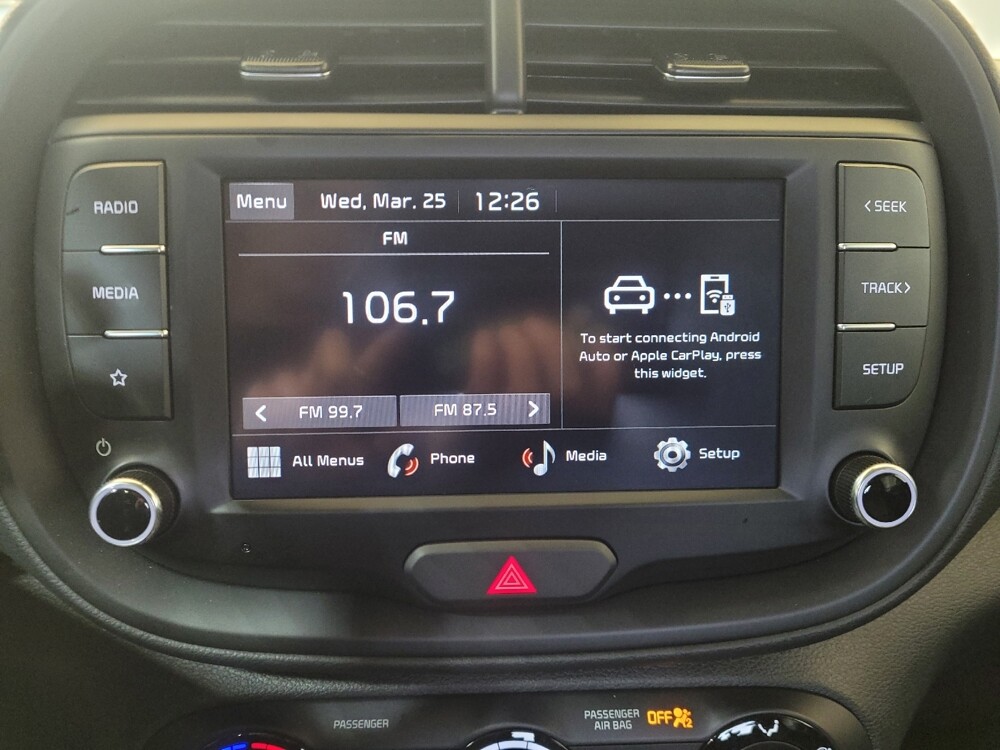 RADIO
MEDIA
Menu Wed, Mar. 25 12:26
FM
106.7
< FM 99.7 FM 87.5 >
To start connecting Android
Auto or Apple CarPlay, press
this widget.
All Menus Phone Media Setup
< SEEK
TRACK >
SETUP
PASSENGER
PASSENGER
AIR BAG
OFF 2